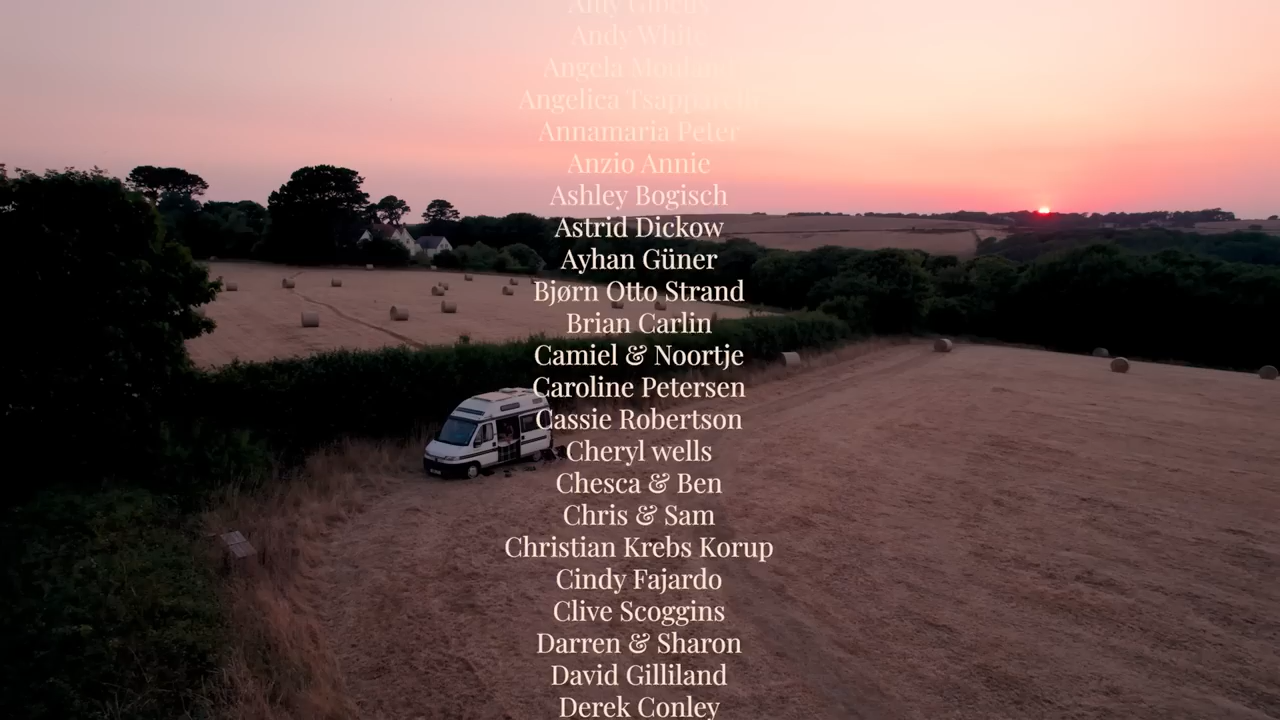 Andy White
Angela
Angelica
Annamaria Peter
Anzio Annie
Ashley Bogisch
Astrid Dickow
Ayhan Güner
Bjørn Otto Strand
Brian Carlin
Camiel & Noortje
Caroline Petersen
Cassie Robertson
Cheryl wells
Chesca & Ben
Chris & Sam
Christian Krebs Korup
Cindy Fajardo
Clive Scoggins
Darren & Sharon
David Gilliland
Derek Conley